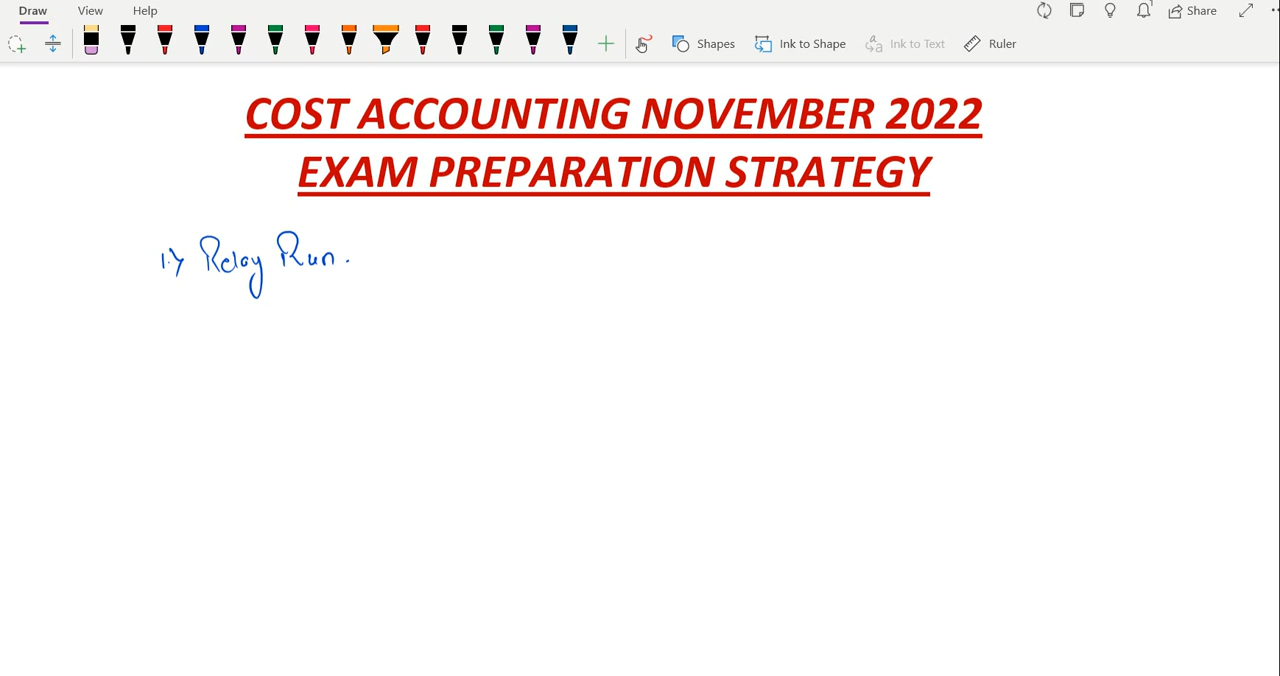 Draw View Help Share
Shapes Ink to Shape Ink to Text Ruler
COST ACCOUNTING NOVEMBER 2022
EXAM PREPARATION STRATEGY
1.) Relay Run.